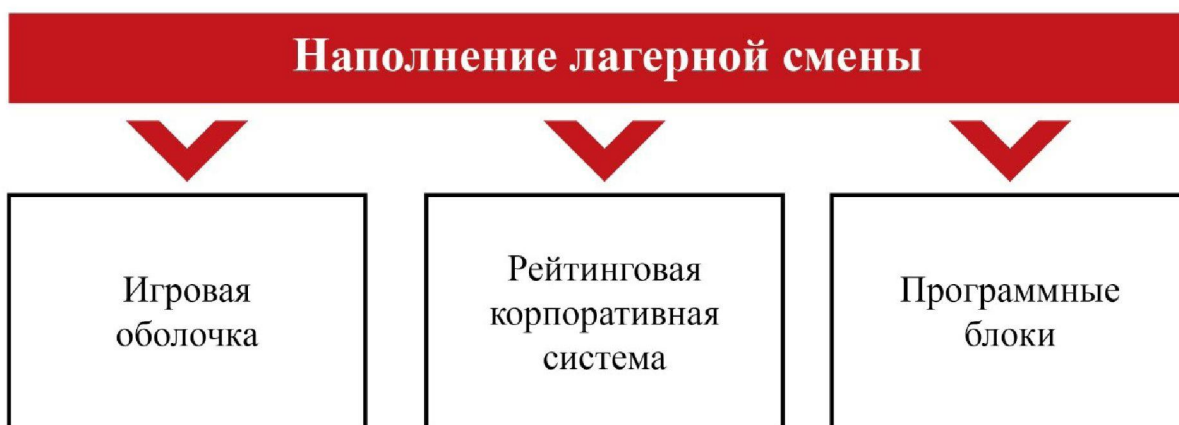 Наполнение лагерной смены
Игровая
оболочка
Рейтинговая
корпоративная
система
Программные
блоки